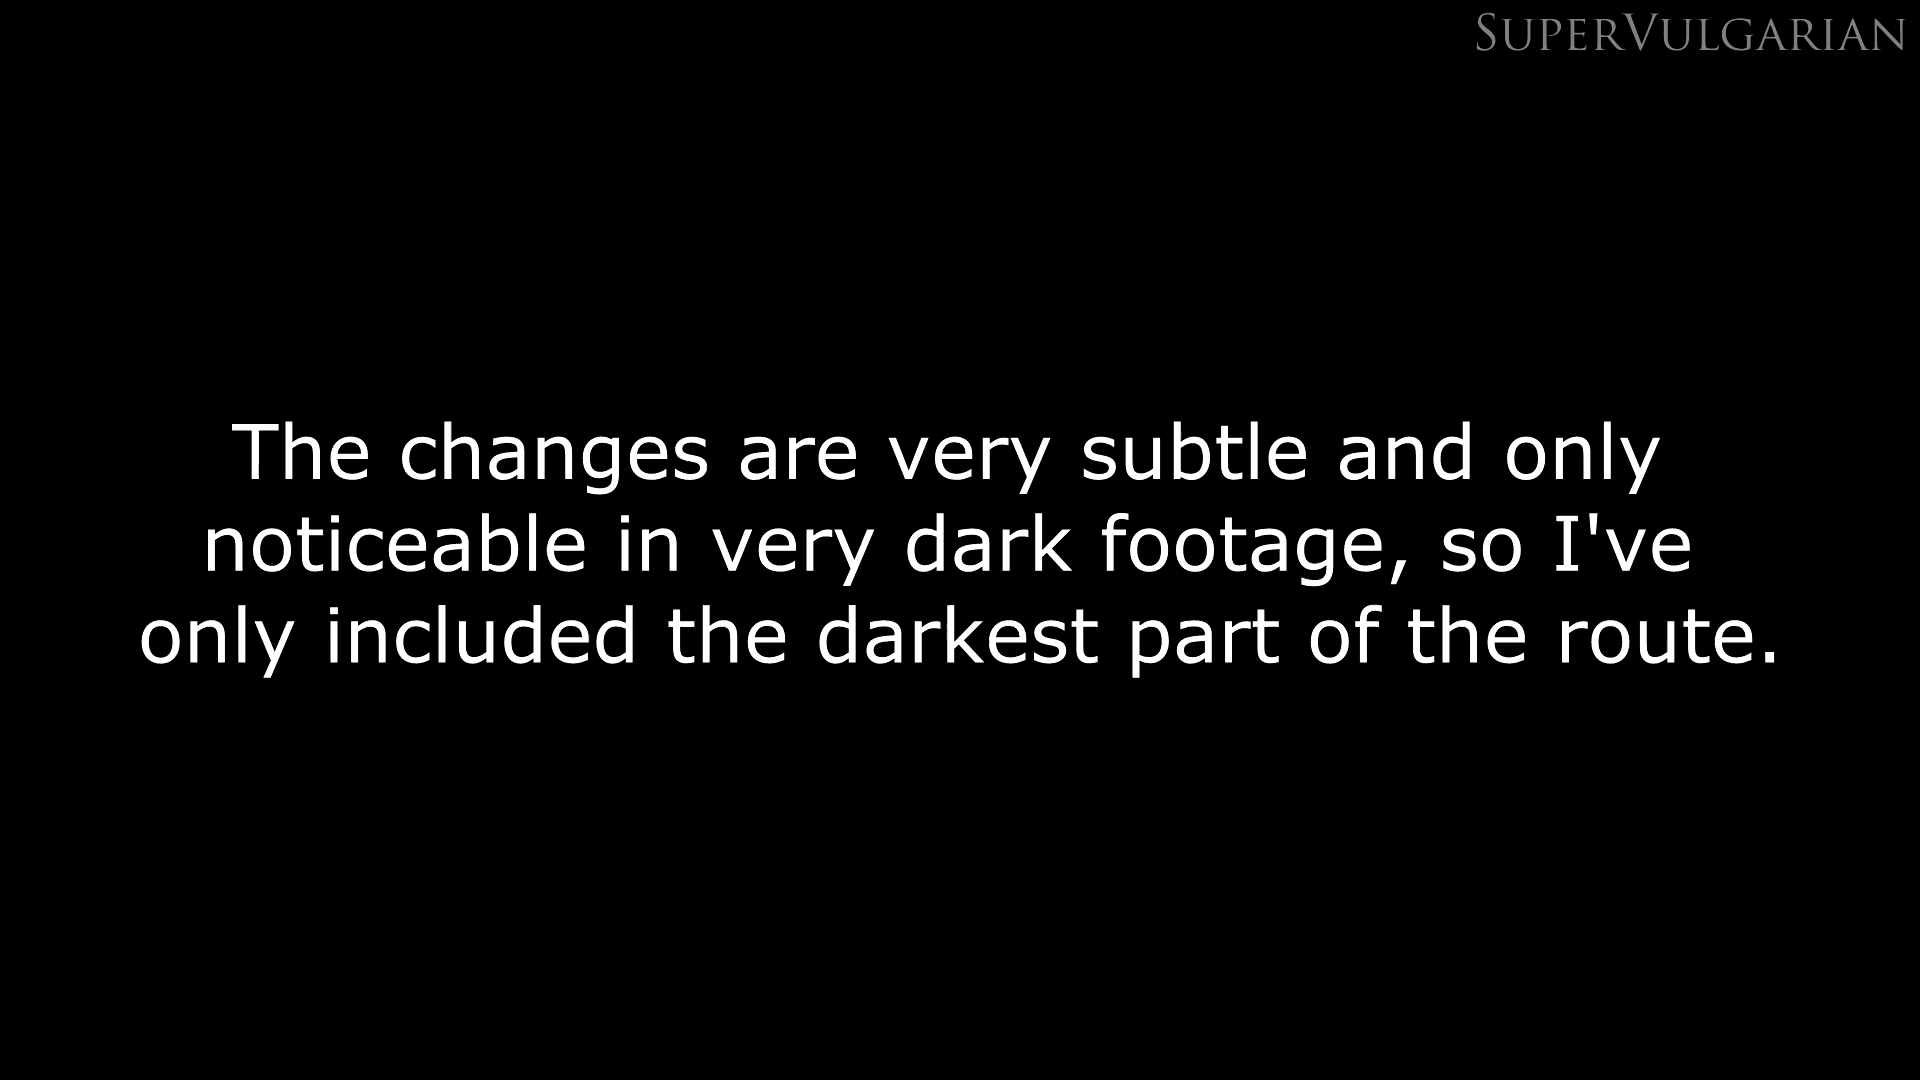 SuperVulgarian
The changes are very subtle and only
noticeable in very dark footage, so I've
only included the darkest part of the route.